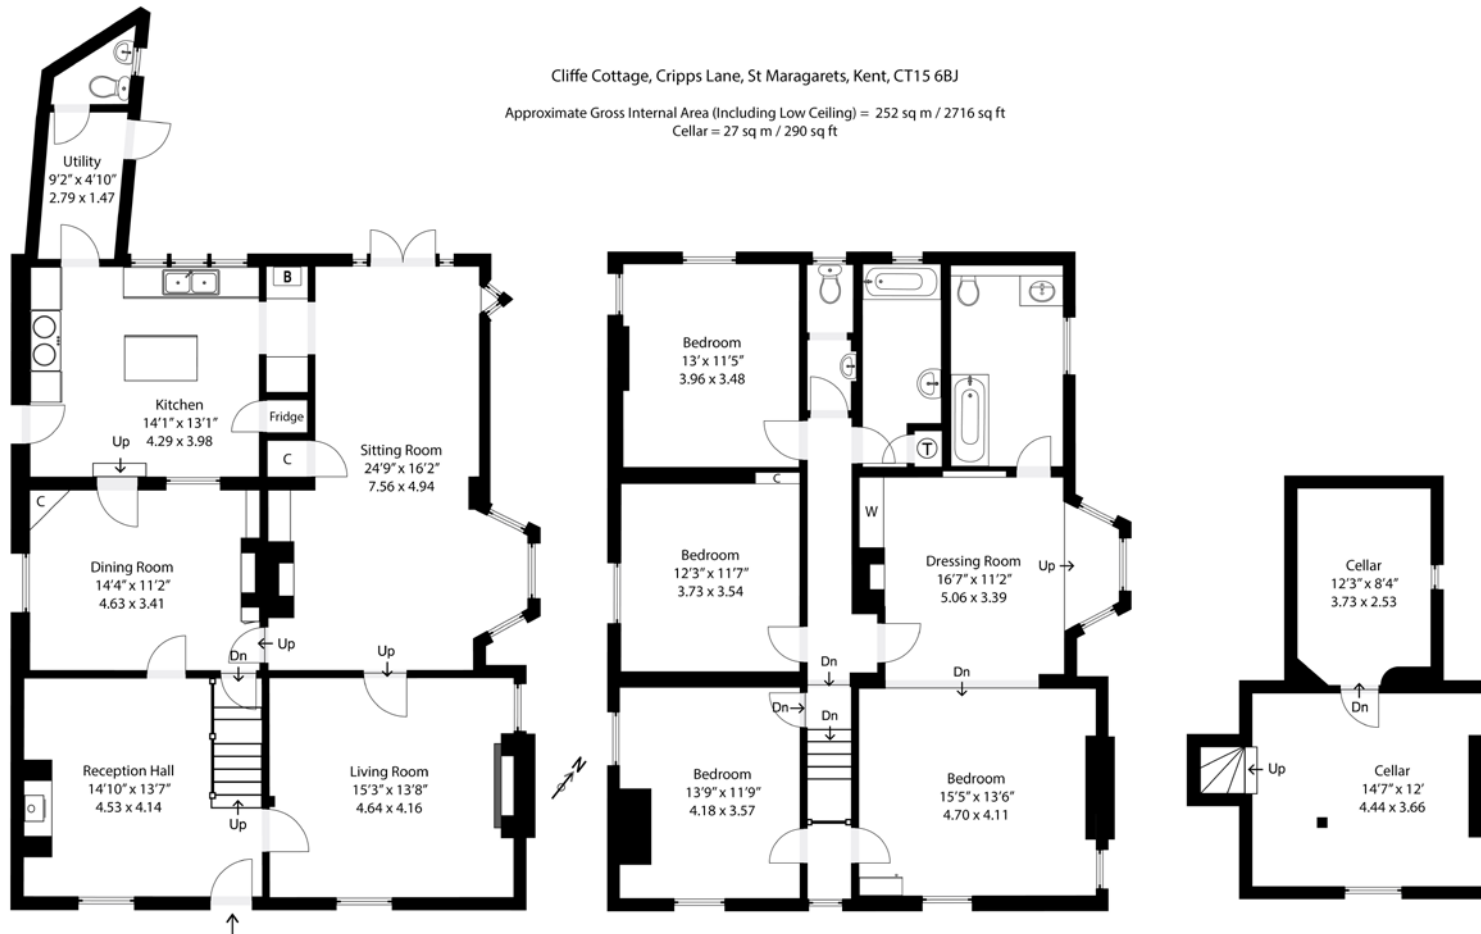 Cliffe Cottage, Cripps Lane, St Maragarets, Kent, CT15 6BJ
Approximate Gross Internal Area (Including Low Ceiling) = 252 sq m / 2716 sq ft
Cellar = 27 sq m / 290 sq ft
Utility
9'2" x 4'10"
2.79 x 1.47
B
Kitchen
14'1" x 13'1"
4.29 x 3.98
Up
Fridge
C
Sitting Room
24'9" x 16'2"
7.56 x 4.94
C
Dining Room
14'4" x 11'2"
4.63 x 3.41
Up
Dn
Up
Reception Hall
14'10" x 13'7"
4.53 x 4.14
Up
Living Room
15'3" x 13'8"
4.64 x 4.16
N
Bedroom
13' x 11'5"
3.96 x 3.48
T
C
W
Bedroom
12'3" x 11'7"
3.73 x 3.54
Dressing Room
16'7" x 11'2"
5.06 x 3.39
Up
Dn
Dn
Dn
Dn
Bedroom
13'9" x 11'9"
4.18 x 3.57
Bedroom
15'5" x 13'6"
4.70 x 4.11
Cellar
12'3" x 8'4"
3.73 x 2.53
Dn
Up
Cellar
14'7" x 12'
4.44 x 3.66